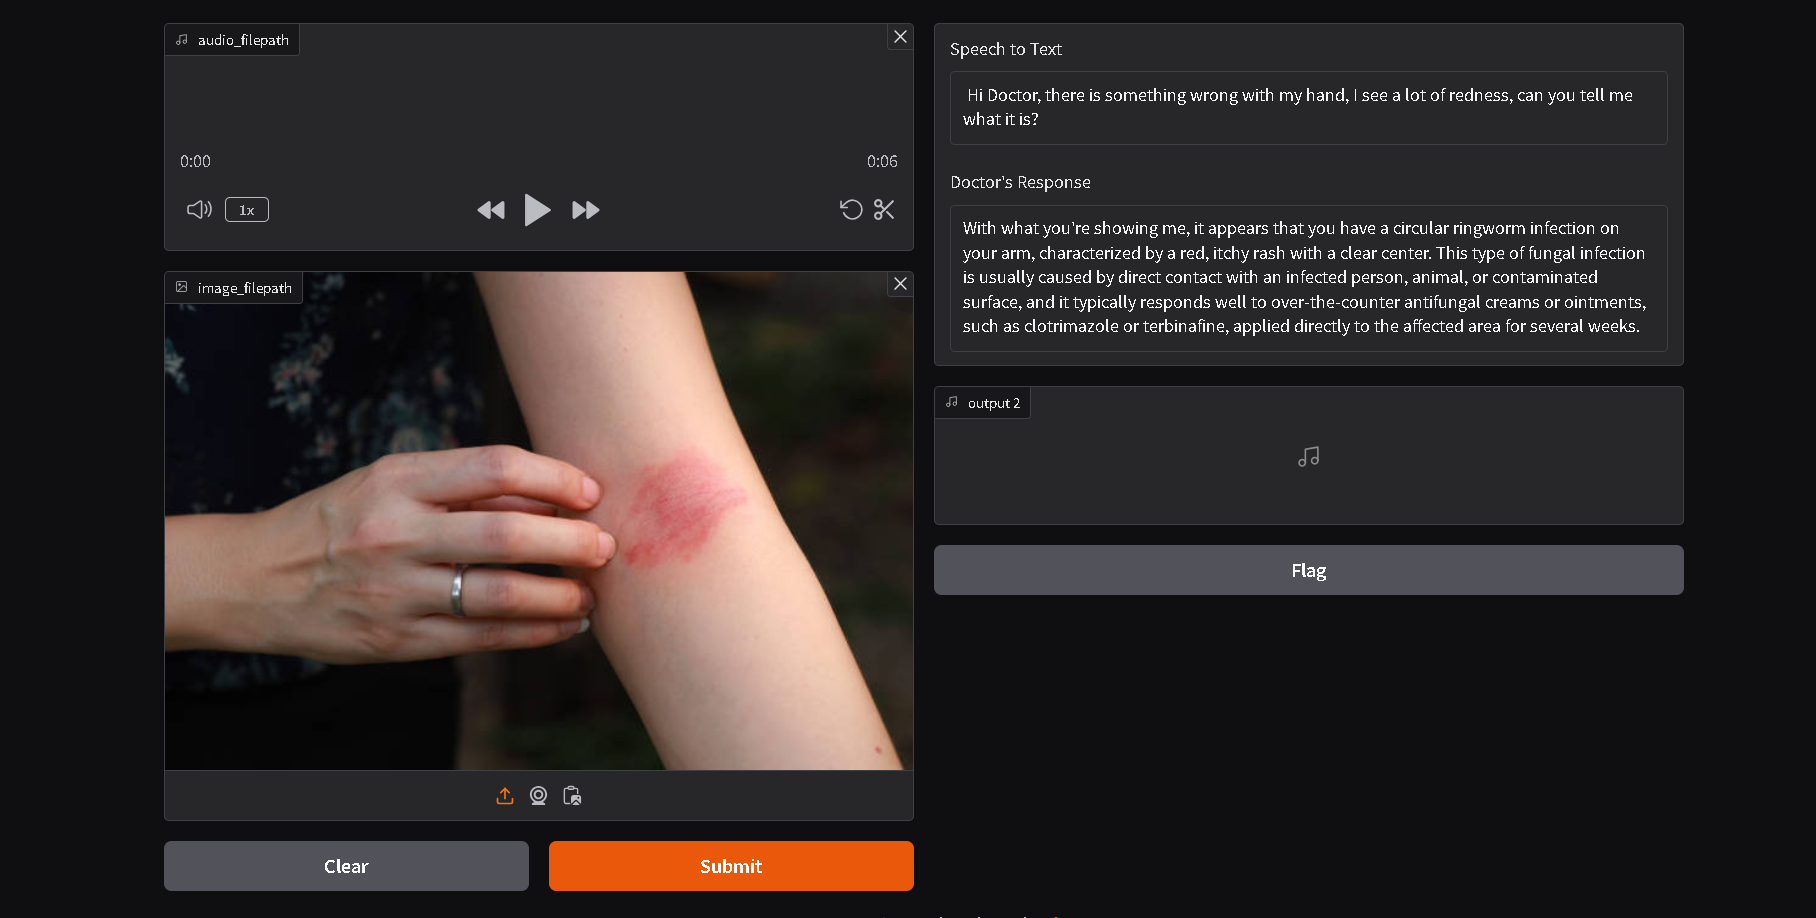 audio_filepath
0:00
0:06
1x
image_filepath
Clear
Submit
Speech to Text
Hi Doctor, there is something wrong with my hand, I see a lot of redness, can you tell me
what it is?
Doctor's Response
With what you're showing me, it appears that you have a circular ringworm infection on
your arm, characterized by a red, itchy rash with a clear center. This type of fungal infection
is usually caused by direct contact with an infected person, animal, or contaminated
surface, and it typically responds well to over-the-counter antifungal creams or ointments,
such as clotrimazole or terbinafine, applied directly to the affected area for several weeks.
output 2
Flag